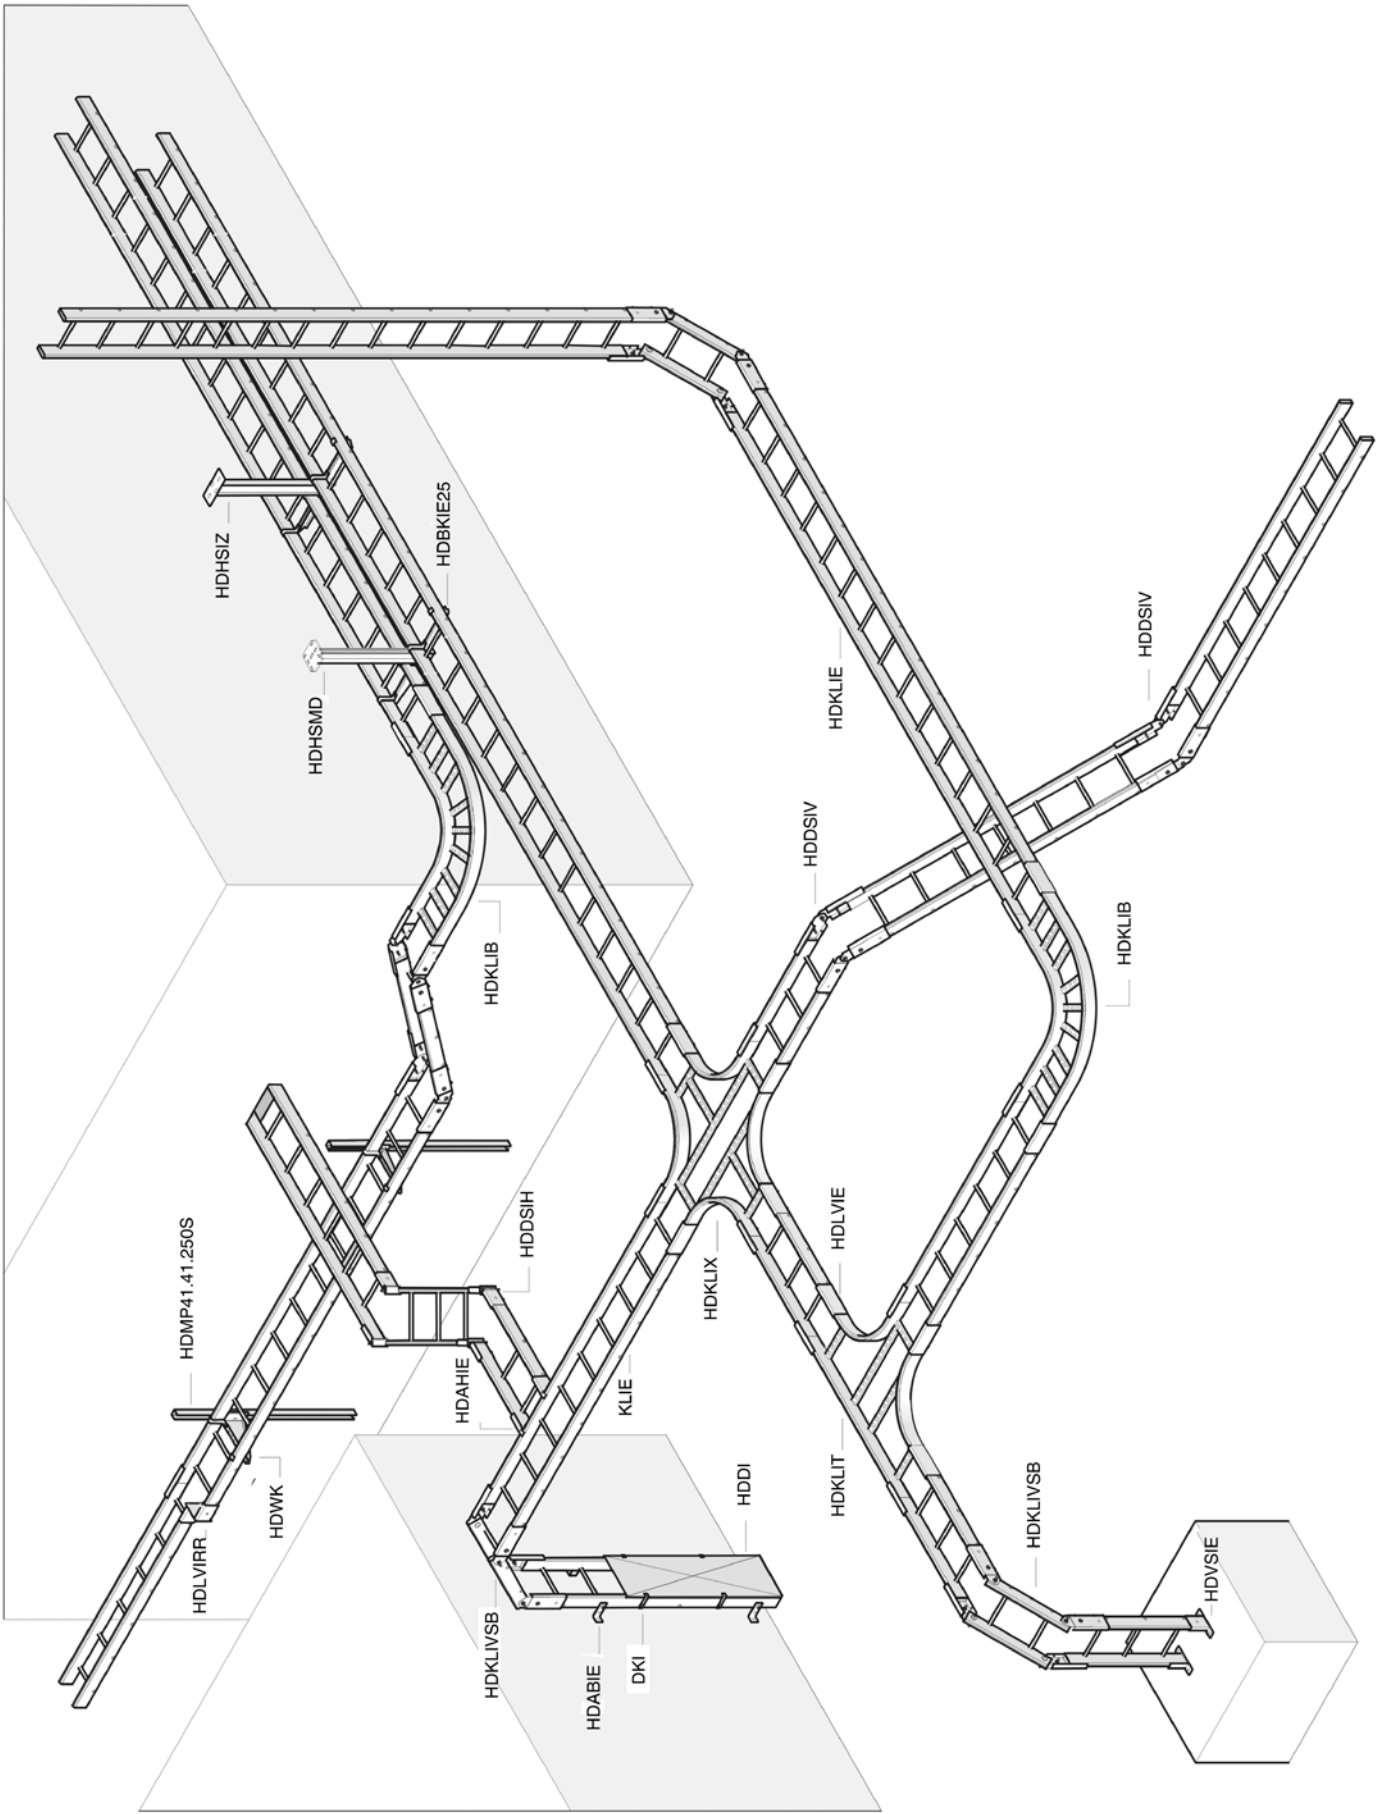 HDHSIZ
HDBKIE25
HDHSMD
HDKLIE
HDDSIV
HDDSIV
HDKLIB
HDKLIB
HDMP41.41.250S
HDDSIH
HDLVIE
HDKLIX
HDAHIE
KLIE
HDWK
HDLVIRR
HDKLIT
HDDI
HDKLIVSB
HDKLIVSB
HDVSIE
HDABIE
DKI